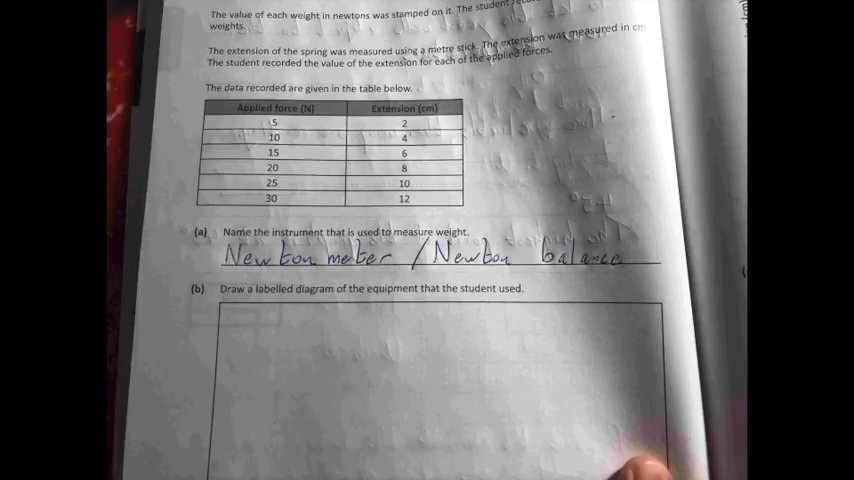 The value of each weight in newtons was stamped on it. The student
weights.
The extension of the spring was measured using a metre stick. The extension was measured in cm.
The student recorded the value of the extension for each of the applied forces.
The data recorded are given in the table below.
Applied force (N) Extension (cm)
5 2
10 4
15 6
20 8
25 10
30 12
(a) Name the instrument that is used to measure weight.
Newton meter / Newton balance
(b) Draw a labelled diagram of the equipment that the student used.